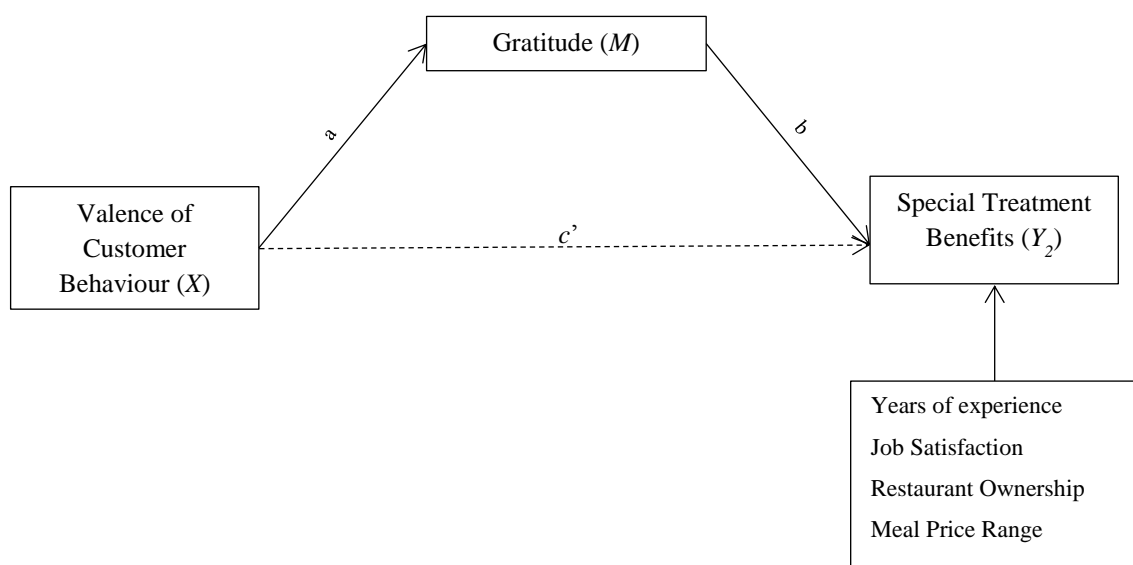 Gratitude (M)
a
b
Valence of
Customer
Behaviour (X)
c’
Special Treatment
Benefits (Y₂)
Years of experience
Job Satisfaction
Restaurant Ownership
Meal Price Range